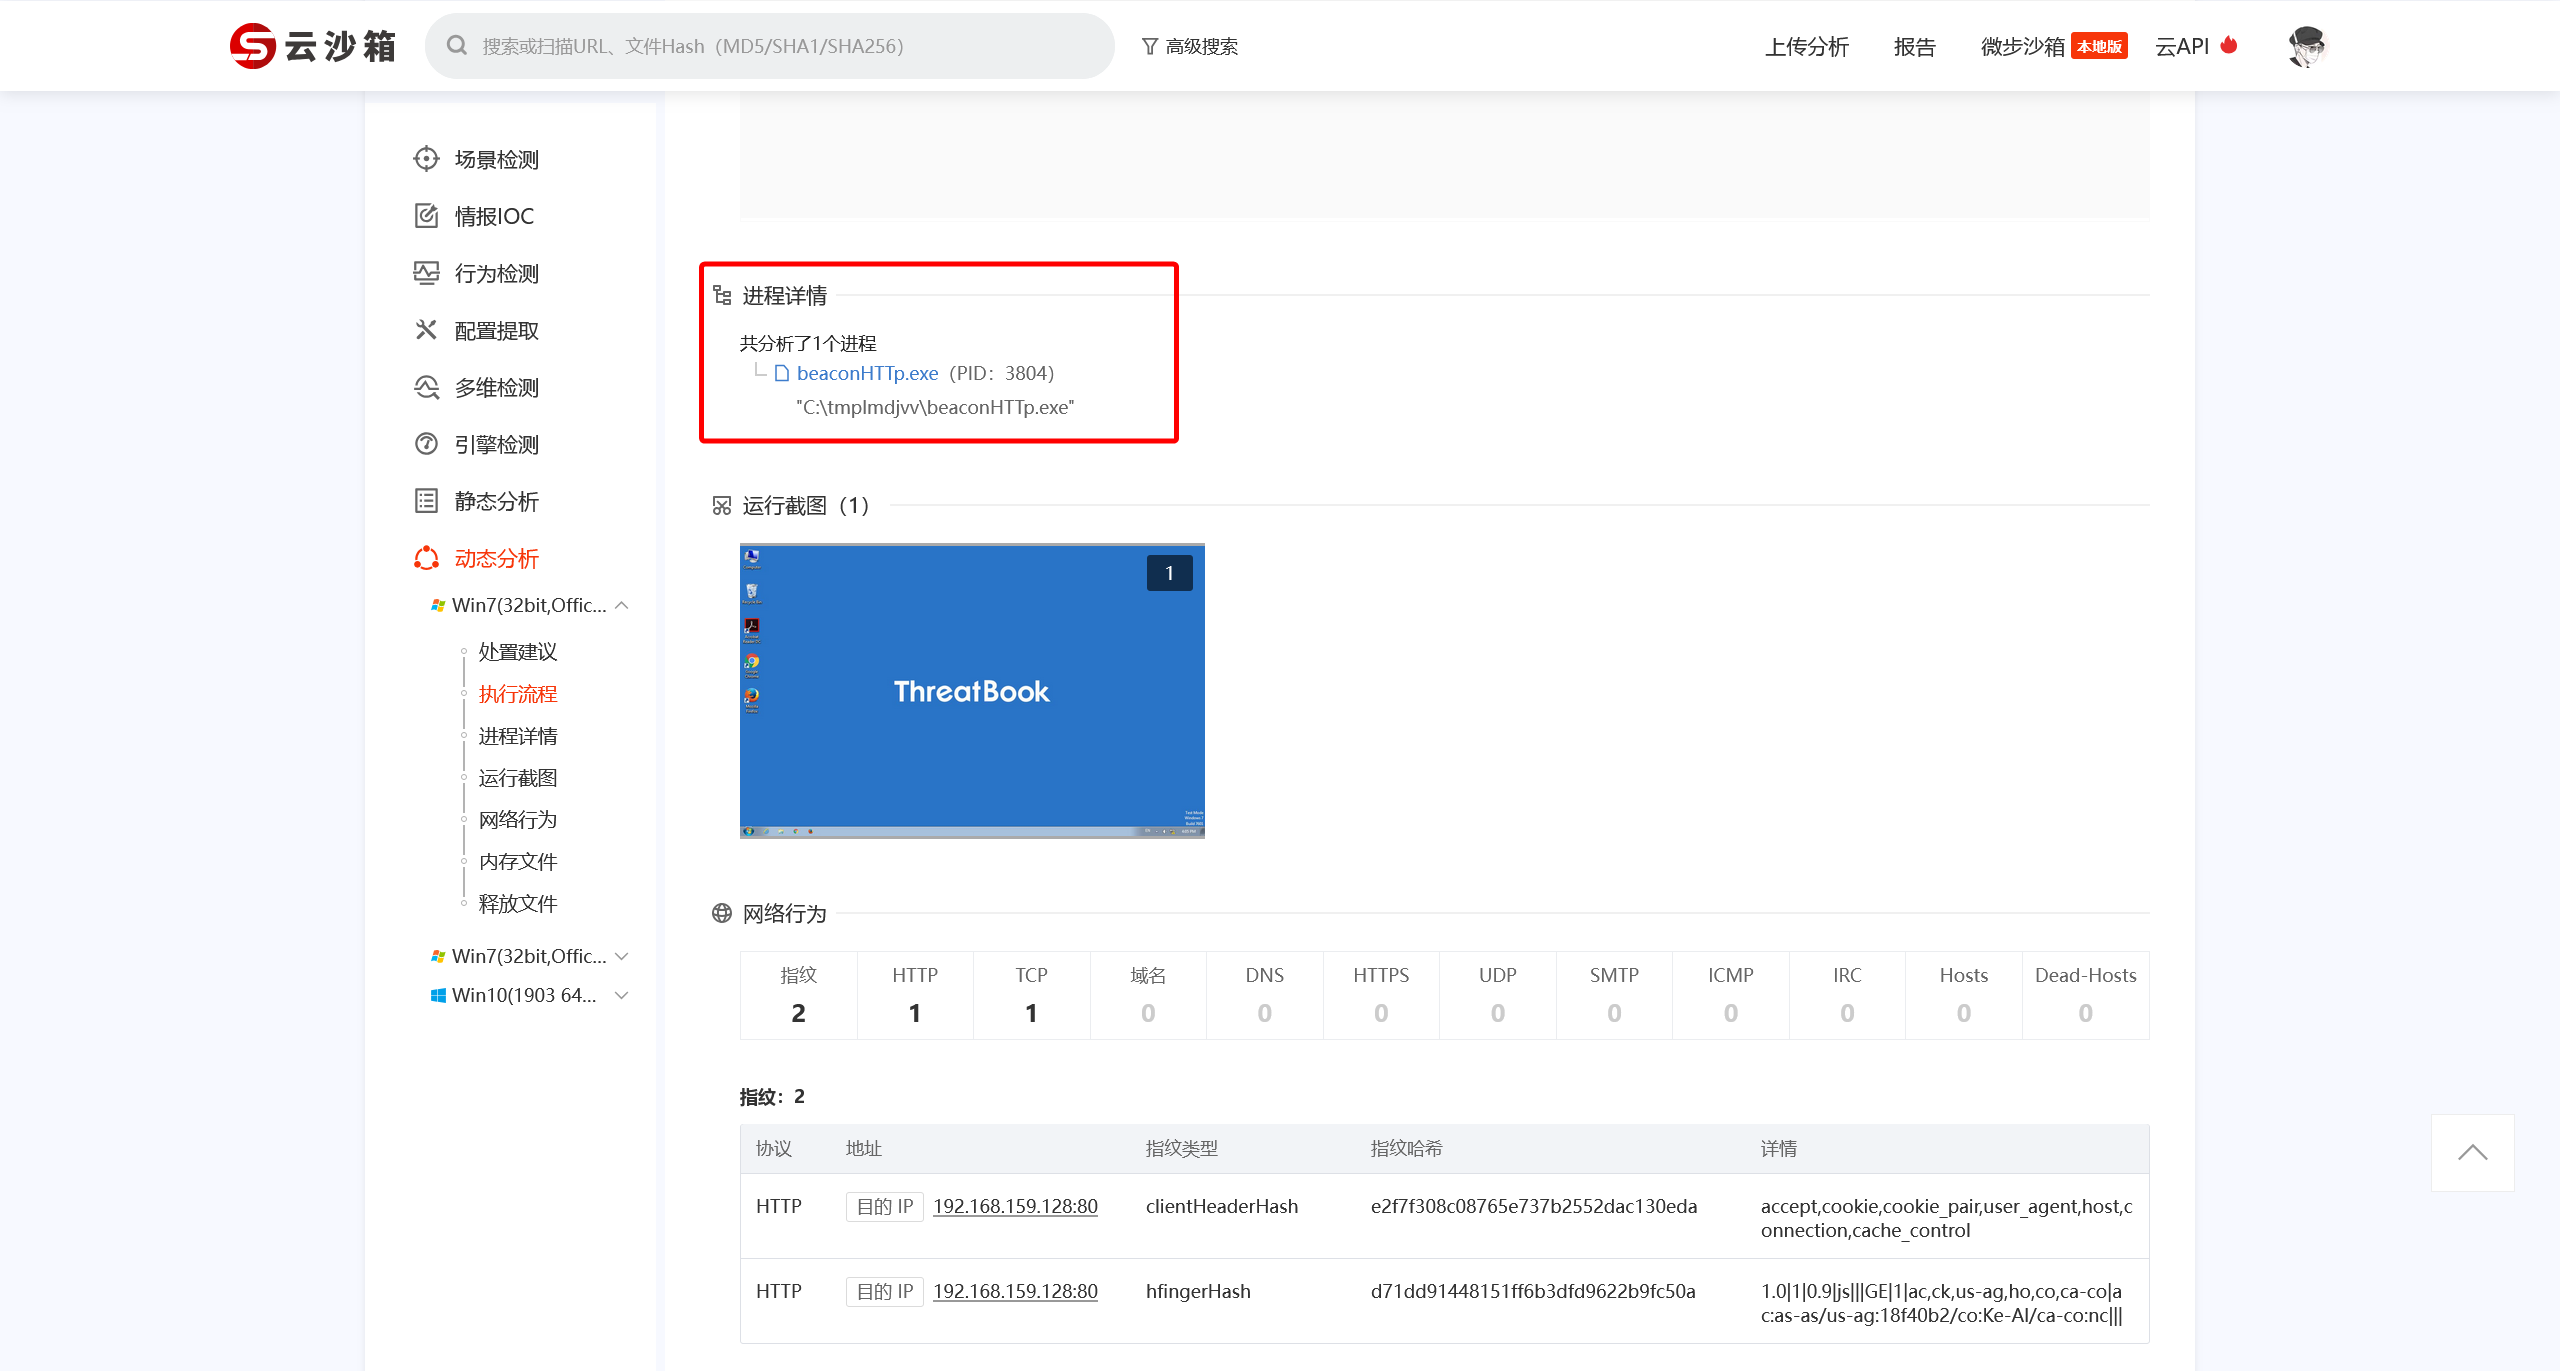 云沙箱
搜索或扫描URL、文件Hash（MD5/SHA1/SHA256）
高级搜索
上传分析
报告
微步沙箱 本地版
云API
场景检测
情报IOC
行为检测
配置提取
多维检测
引擎检测
静态分析
动态分析
Win7(32bit,Offic...
处置建议
执行流程
进程详情
运行截图
网络行为
内存文件
释放文件
Win7(32bit,Offic...
Win10(1903 64...
进程详情
共分析了1个进程
beaconHTTp.exe（PID：3804）
"C:\tmplmdjvv\beaconHTTp.exe"
运行截图（1）
1
ThreatBook
网络行为
指纹 HTTP TCP 域名 DNS HTTPS UDP SMTP ICMP IRC Hosts Dead-Hosts
2 1 1 0 0 0 0 0 0 0 0 0
指纹：2
协议 地址 指纹类型 指纹哈希 详情
HTTP 目的 IP 192.168.159.128:80 clientHeaderHash e2f7f308c08765e737b2552dac130eda accept,cookie,cookie_pair,user_agent,host,c
onnection,cache_control
HTTP 目的 IP 192.168.159.128:80 hfingerHash d71dd91448151ff6b3dfd9622b9fc50a 1.0|1|0.9|js|||GE|1|ac,ck,us-ag,ho,co,ca-co|a
c:as-as/us-ag:18f40b2/co:Ke-Al/ca-co:nc|||